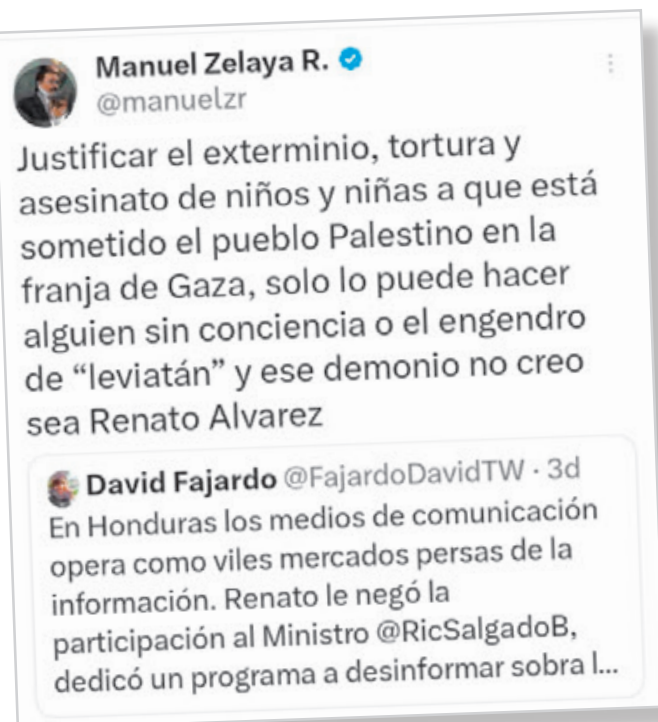 Manuel Zelaya R.
@manuelzr
Justificar el exterminio, tortura y
asesinato de niños y niñas a que está
sometido el pueblo Palestino en la
franja de Gaza, solo lo puede hacer
alguien sin conciencia o el engendro
de “leviatán” y ese demonio no creo
sea Renato Alvarez
David Fajardo @FajardoDavidTW · 3d
En Honduras los medios de comunicación
opera como viles mercados persas de la
información. Renato le negó la
participación al Ministro @RicSalgadoB,
dedicó un programa a desinformar sobra l...